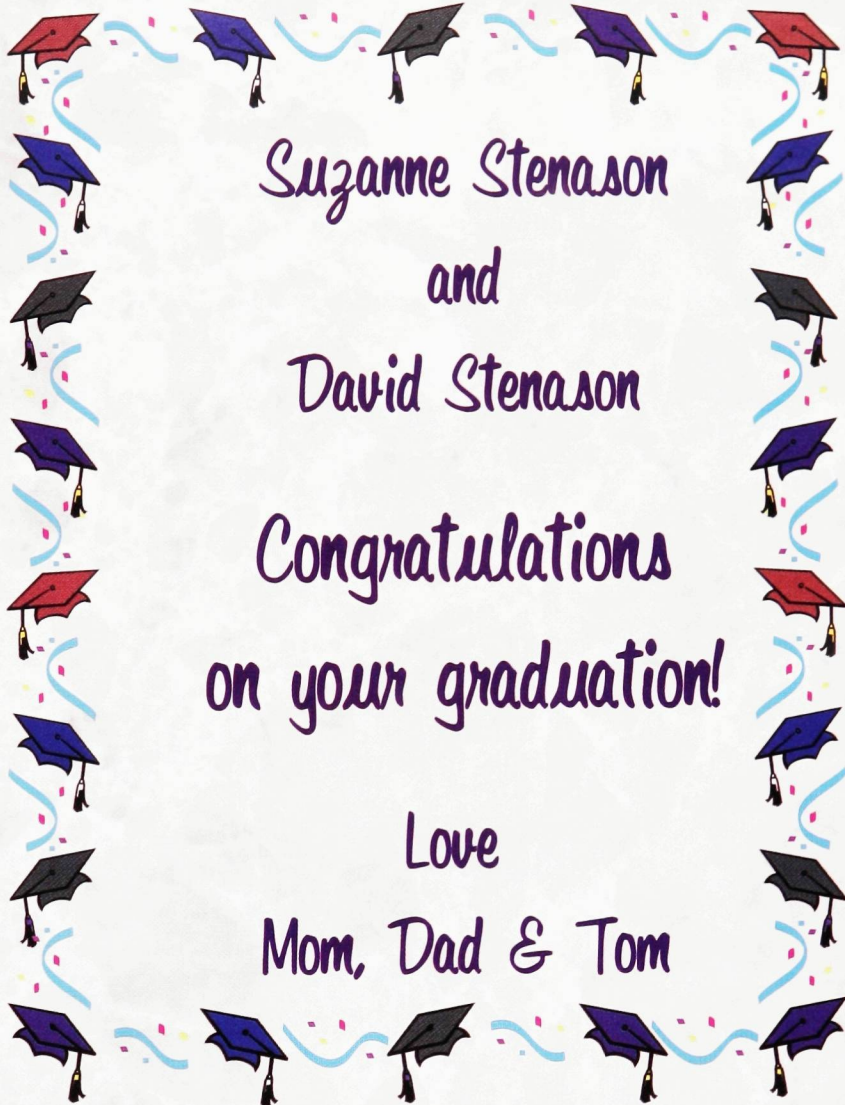 Suzanne Stenason
and
David Stenason
Congratulations
on your graduation!
Love
Mom, Dad & Tom